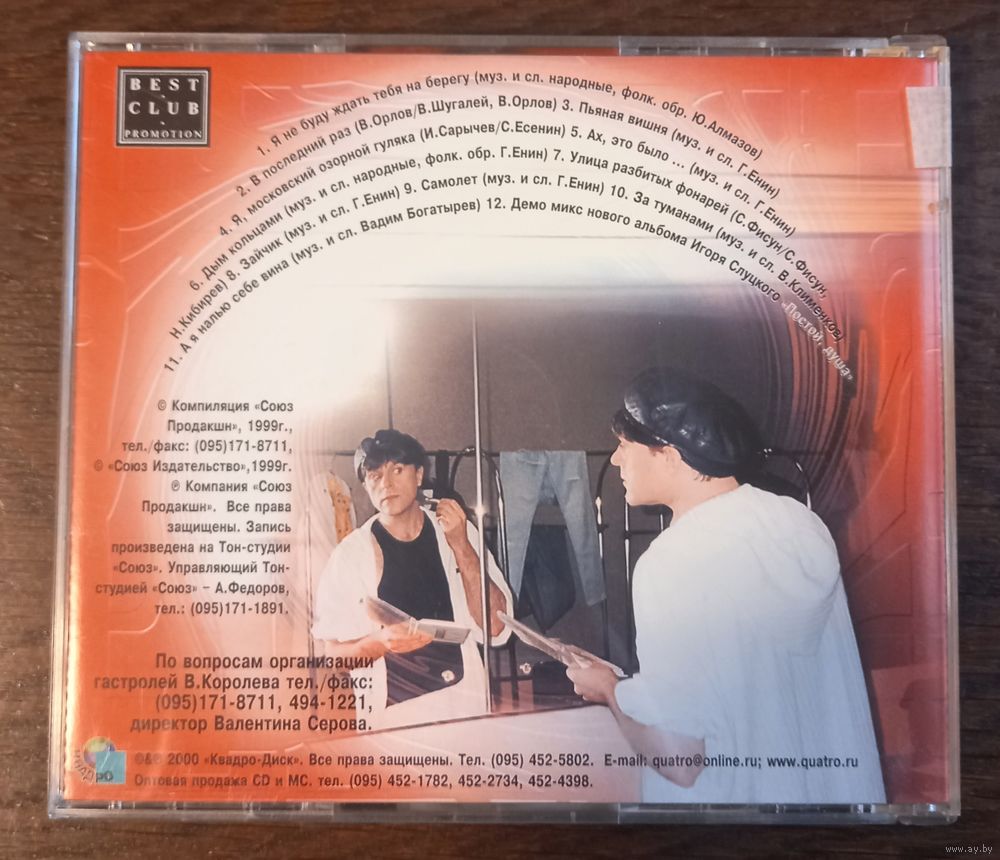 BEST
CLUB
PROMOTION
1. Я не буду ждать тебя на берегу (муз. и сл. народные, фолк. обр. Ю.Алмазов)
2. В последний раз (В.Орлов/В.Шугалей, В.Орлов) 3. Пьяная вишня (муз. и сл. Г.Енин)
4. Я, московский озорной гуляка (И.Сарычев/С.Есенин) 5. Ах, это было ... (муз. и сл. Г.Енин)
6. Дым кольцами (муз. и сл. народные, фолк. обр. Г.Енин) 7. Улица разбитых фонарей (С.Фисун/С.Фисун,
Н.Кибирев) 8. Зайчик (муз. и сл. Г.Енин) 9. Самолет (муз. и сл. Г.Енин) 10. За туманами (муз. и сл. В.Клименков)
11. А я налью себе вина (муз. и сл. Вадим Богатырев) 12. Демо микс нового альбома Игоря Слуцкого «Постой, душа»
© Компиляция «Союз
Продакшн», 1999г.,
тел./факс: (095)171-8711,
© «Союз Издательство»,1999г.
℗ Компания «Союз
Продакшн». Все права
защищены. Запись
произведена на Тон-студии
«Союз». Управляющий Тон-
студией «Союз» – А.Федоров,
тел.: (095)171-1891.
По вопросам организации
гастролей В.Королева тел./факс:
(095)171-8711, 494-1221,
директор Валентина Серова.
КВАДРО
©&℗ 2000 «Квадро-Диск». Все права защищены. Тел. (095) 452-5802. E-mail: quatro@online.ru; www.quatro.ru
Оптовая продажа CD и МС. тел. (095) 452-1782, 452-2734, 452-4398.
www.ay.by